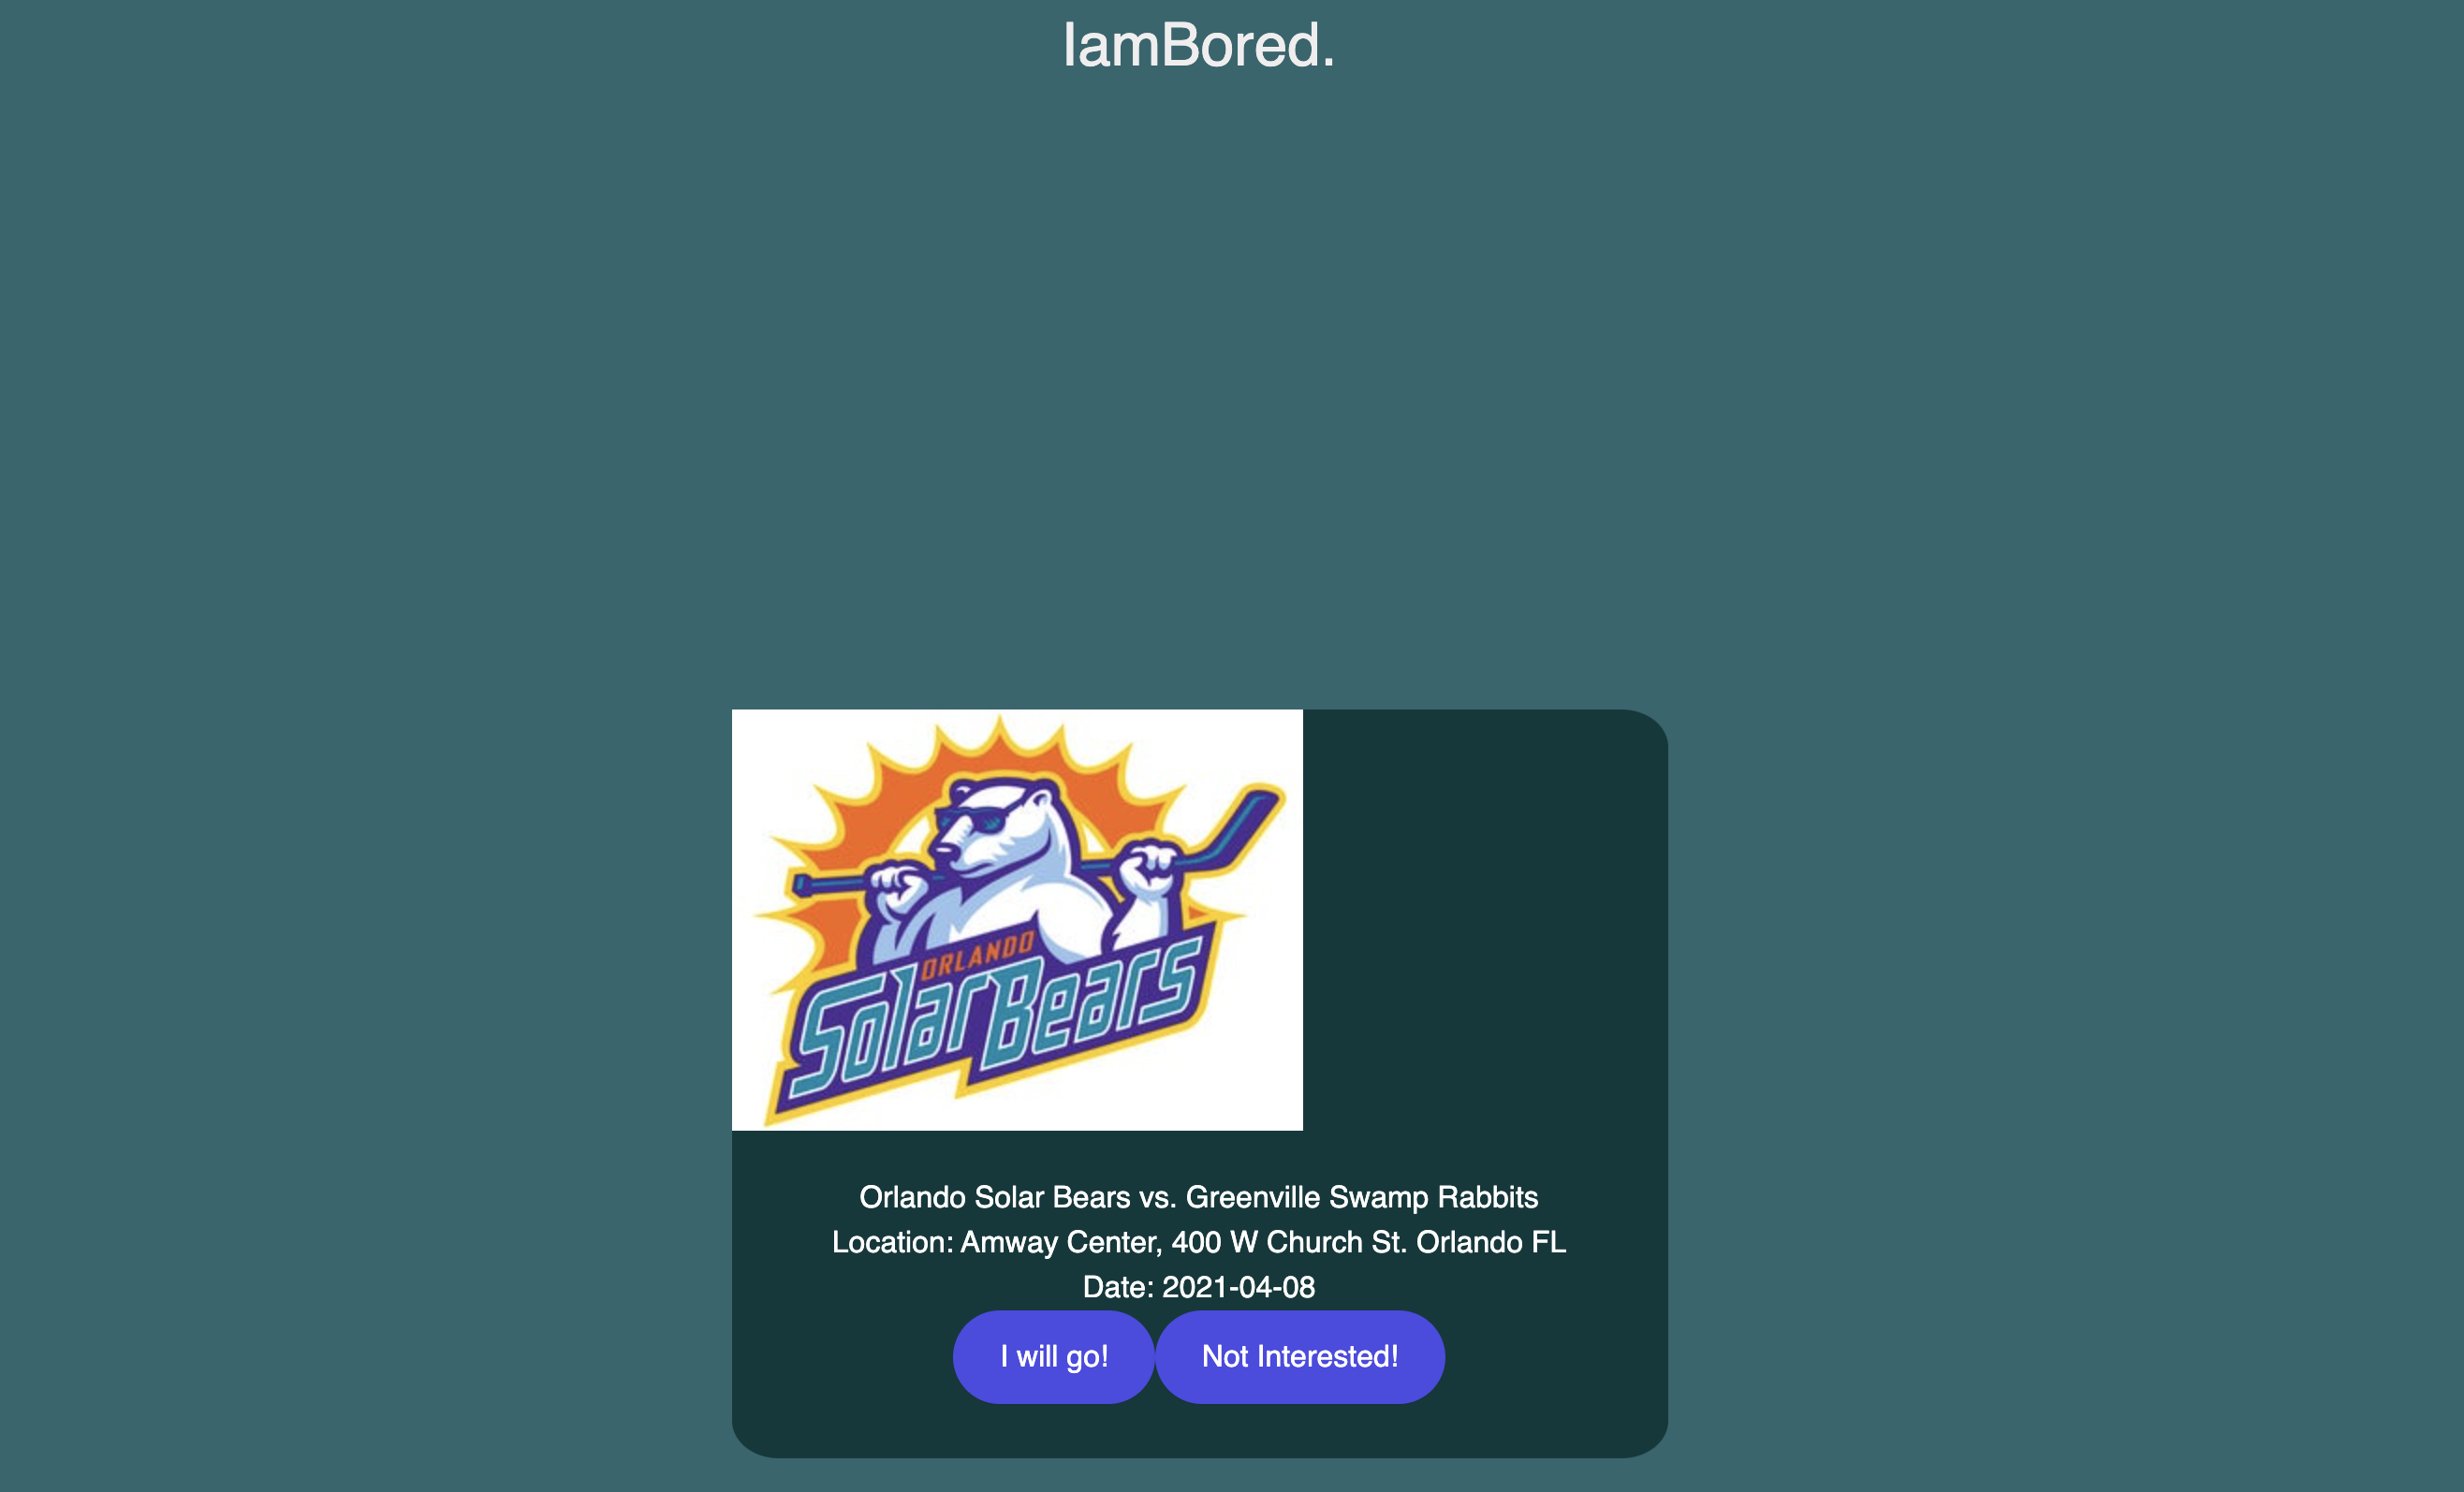 IamBored.
ORLANDO
SolarBears
Orlando Solar Bears vs. Greenville Swamp Rabbits
Location: Amway Center, 400 W Church St. Orlando FL
Date: 2021-04-08
I will go!
Not Interested!